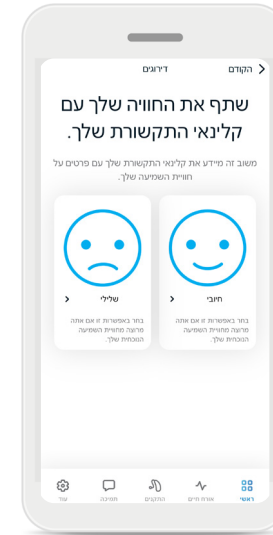 הקודם
דירוגים
שתף את החוויה שלך עם
קלינאי התקשורת שלך.
משוב זה מיידע את קלינאי התקשורת שלך עם פרטים על
חוויית השמיעה שלך.
חיובי
בחר באפשרות זו אם אתה
מרוצה מחוויית השמיעה
הנוכחית שלך.
שלילי
בחר באפשרות זו אם אתה
מרוצה מחוויית השמיעה
הנוכחית שלך.
ראשי
אורח חיים
התקנים
תמיכה
עוד